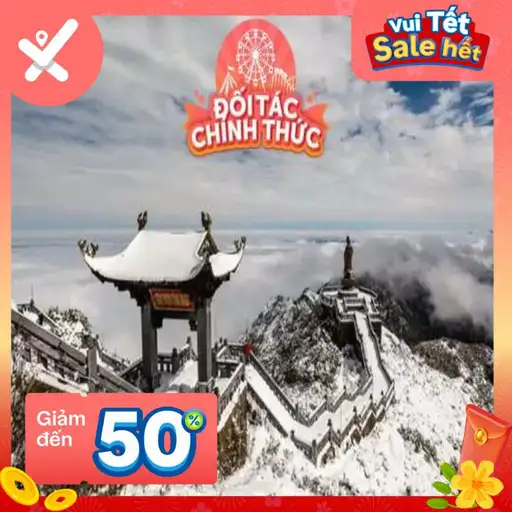 vui Tết
Sale hết
ĐỐI TÁC
CHÍNH THỨC
Giảm
đến
50%